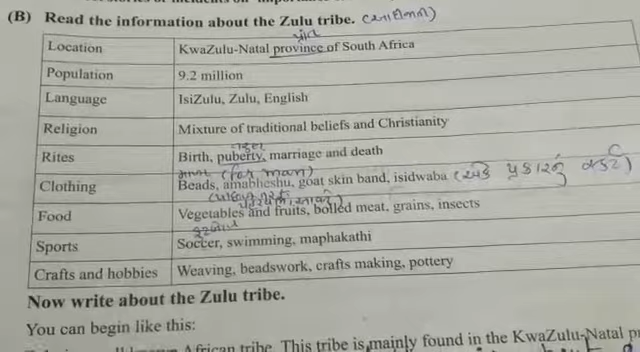 (B) Read the information about the Zulu tribe.
Location KwaZulu-Natal province of South Africa
Population 9.2 million
Language IsiZulu, Zulu, English
Religion Mixture of traditional beliefs and Christianity
Rites Birth, puberty, marriage and death
(for man)
Clothing Beads, amabheshu, goat skin band, isidwaba
Food Vegetables and fruits, boiled meat, grains, insects
Sports Soccer, swimming, maphakathi
Crafts and hobbies Weaving, beadswork, crafts making, pottery
Now write about the Zulu tribe.
You can begin like this:
African tribe. This tribe is mainly found in the KwaZulu-Natal